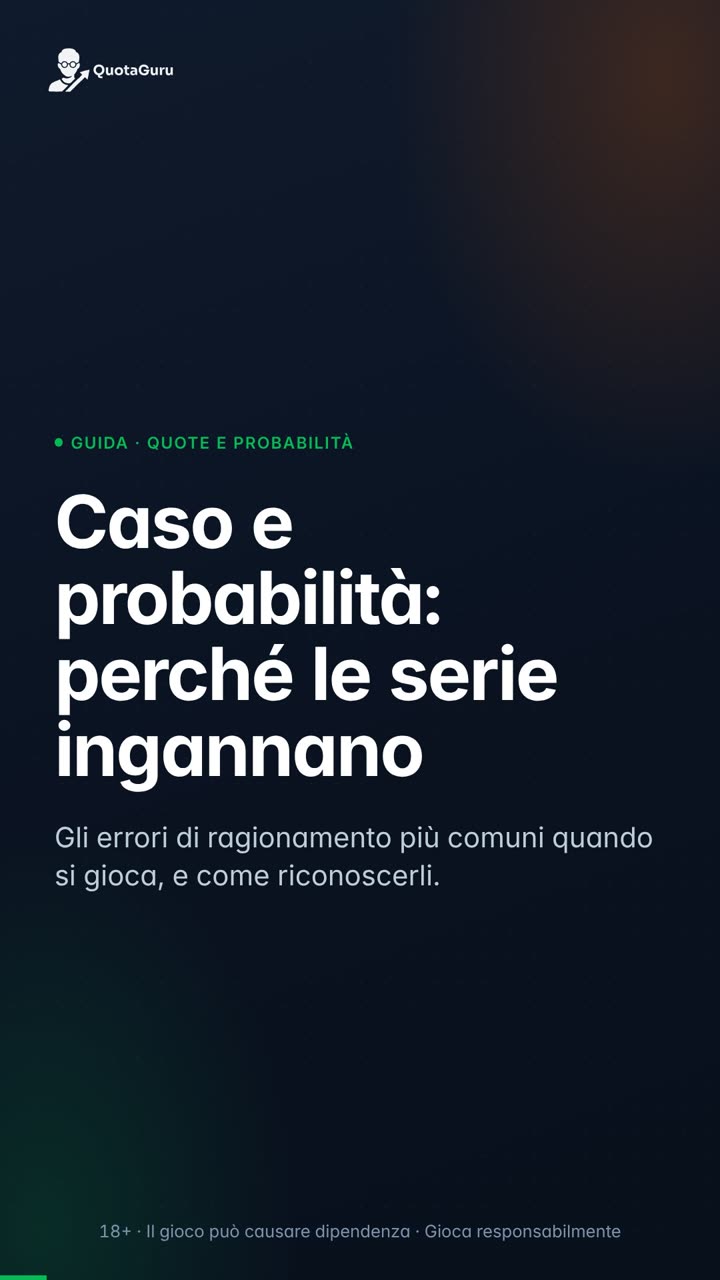 QuotaGuru
• GUIDA · QUOTE E PROBABILITÀ
Caso e
probabilità:
perché le serie
ingannano
Gli errori di ragionamento più comuni quando
si gioca, e come riconoscerli.
18+ · Il gioco può causare dipendenza · Gioca responsabilmente